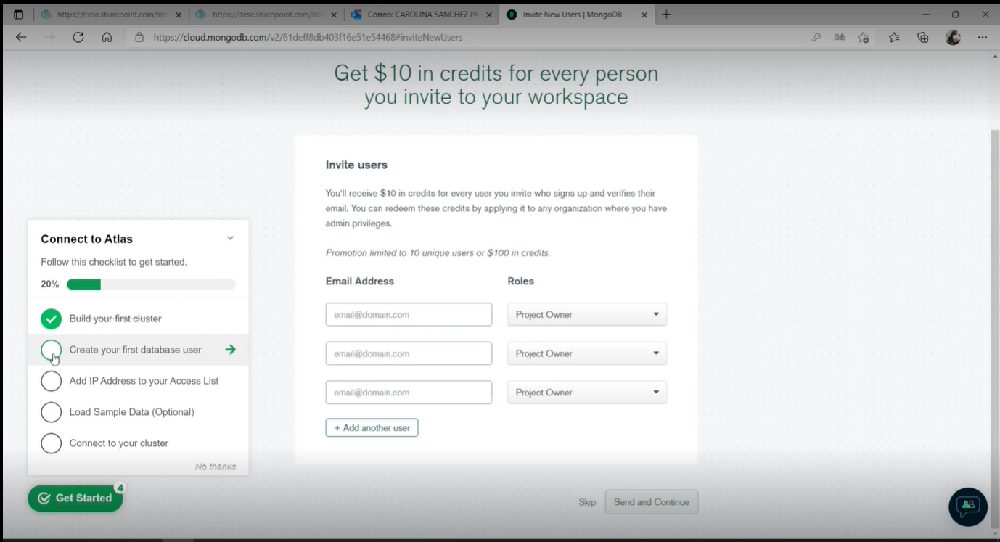 https://itese.sharepoint.com/site
https://itese.sharepoint.com/site
Correo: CAROLINA SANCHEZ PA
Invite New Users | MongoDB
https://cloud.mongodb.com/v2/61deff8db403f16e51e54468#inviteNewUsers
Get $10 in credits for every person
you invite to your workspace
Invite users
You'll receive $10 in credits for every user you invite who signs up and verifies their
email. You can redeem these credits by applying it to any organization where you have
admin privileges.
Promotion limited to 10 unique users or $100 in credits.
Email Address Roles
email@domain.com Project Owner
email@domain.com Project Owner
email@domain.com Project Owner
+ Add another user
Skip Send and Continue
Connect to Atlas
Follow this checklist to get started.
20%
Build your first cluster
Create your first database user
Add IP Address to your Access List
Load Sample Data (Optional)
Connect to your cluster
No thanks
Get Started 4